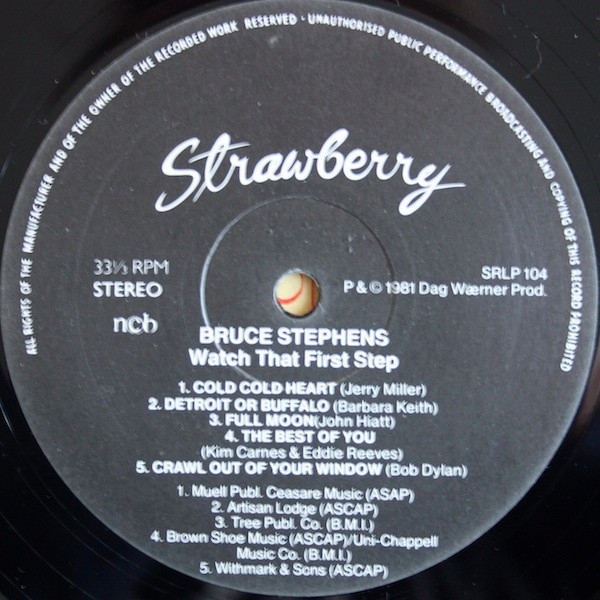 ALL RIGHTS OF THE MANUFACTURER AND OF THE OWNER OF THE RECORDED WORK RESERVED · UNAUTHORISED PUBLIC PERFORMANCE BROADCASTING AND COPYING OF THIS RECORD PROHIBITED
Strawberry
33⅓ RPM
STEREO
ncb
SRLP 104
P & © 1981 Dag Wærner Prod.
BRUCE STEPHENS
Watch That First Step
1. COLD COLD HEART (Jerry Miller)
2. DETROIT OR BUFFALO (Barbara Keith)
3. FULL MOON(John Hiatt)
4. THE BEST OF YOU
(Kim Carnes & Eddie Reeves)
5. CRAWL OUT OF YOUR WINDOW (Bob Dylan)
1. Muell Publ. Ceasare Music (ASAP)
2. Artisan Lodge (ASCAP)
3. Tree Publ. Co. (B.M.I.)
4. Brown Shoe Music (ASCAP)/Uni-Chappell
Music Co. (B.M.I.)
5. Withmark & Sons (ASCAP)